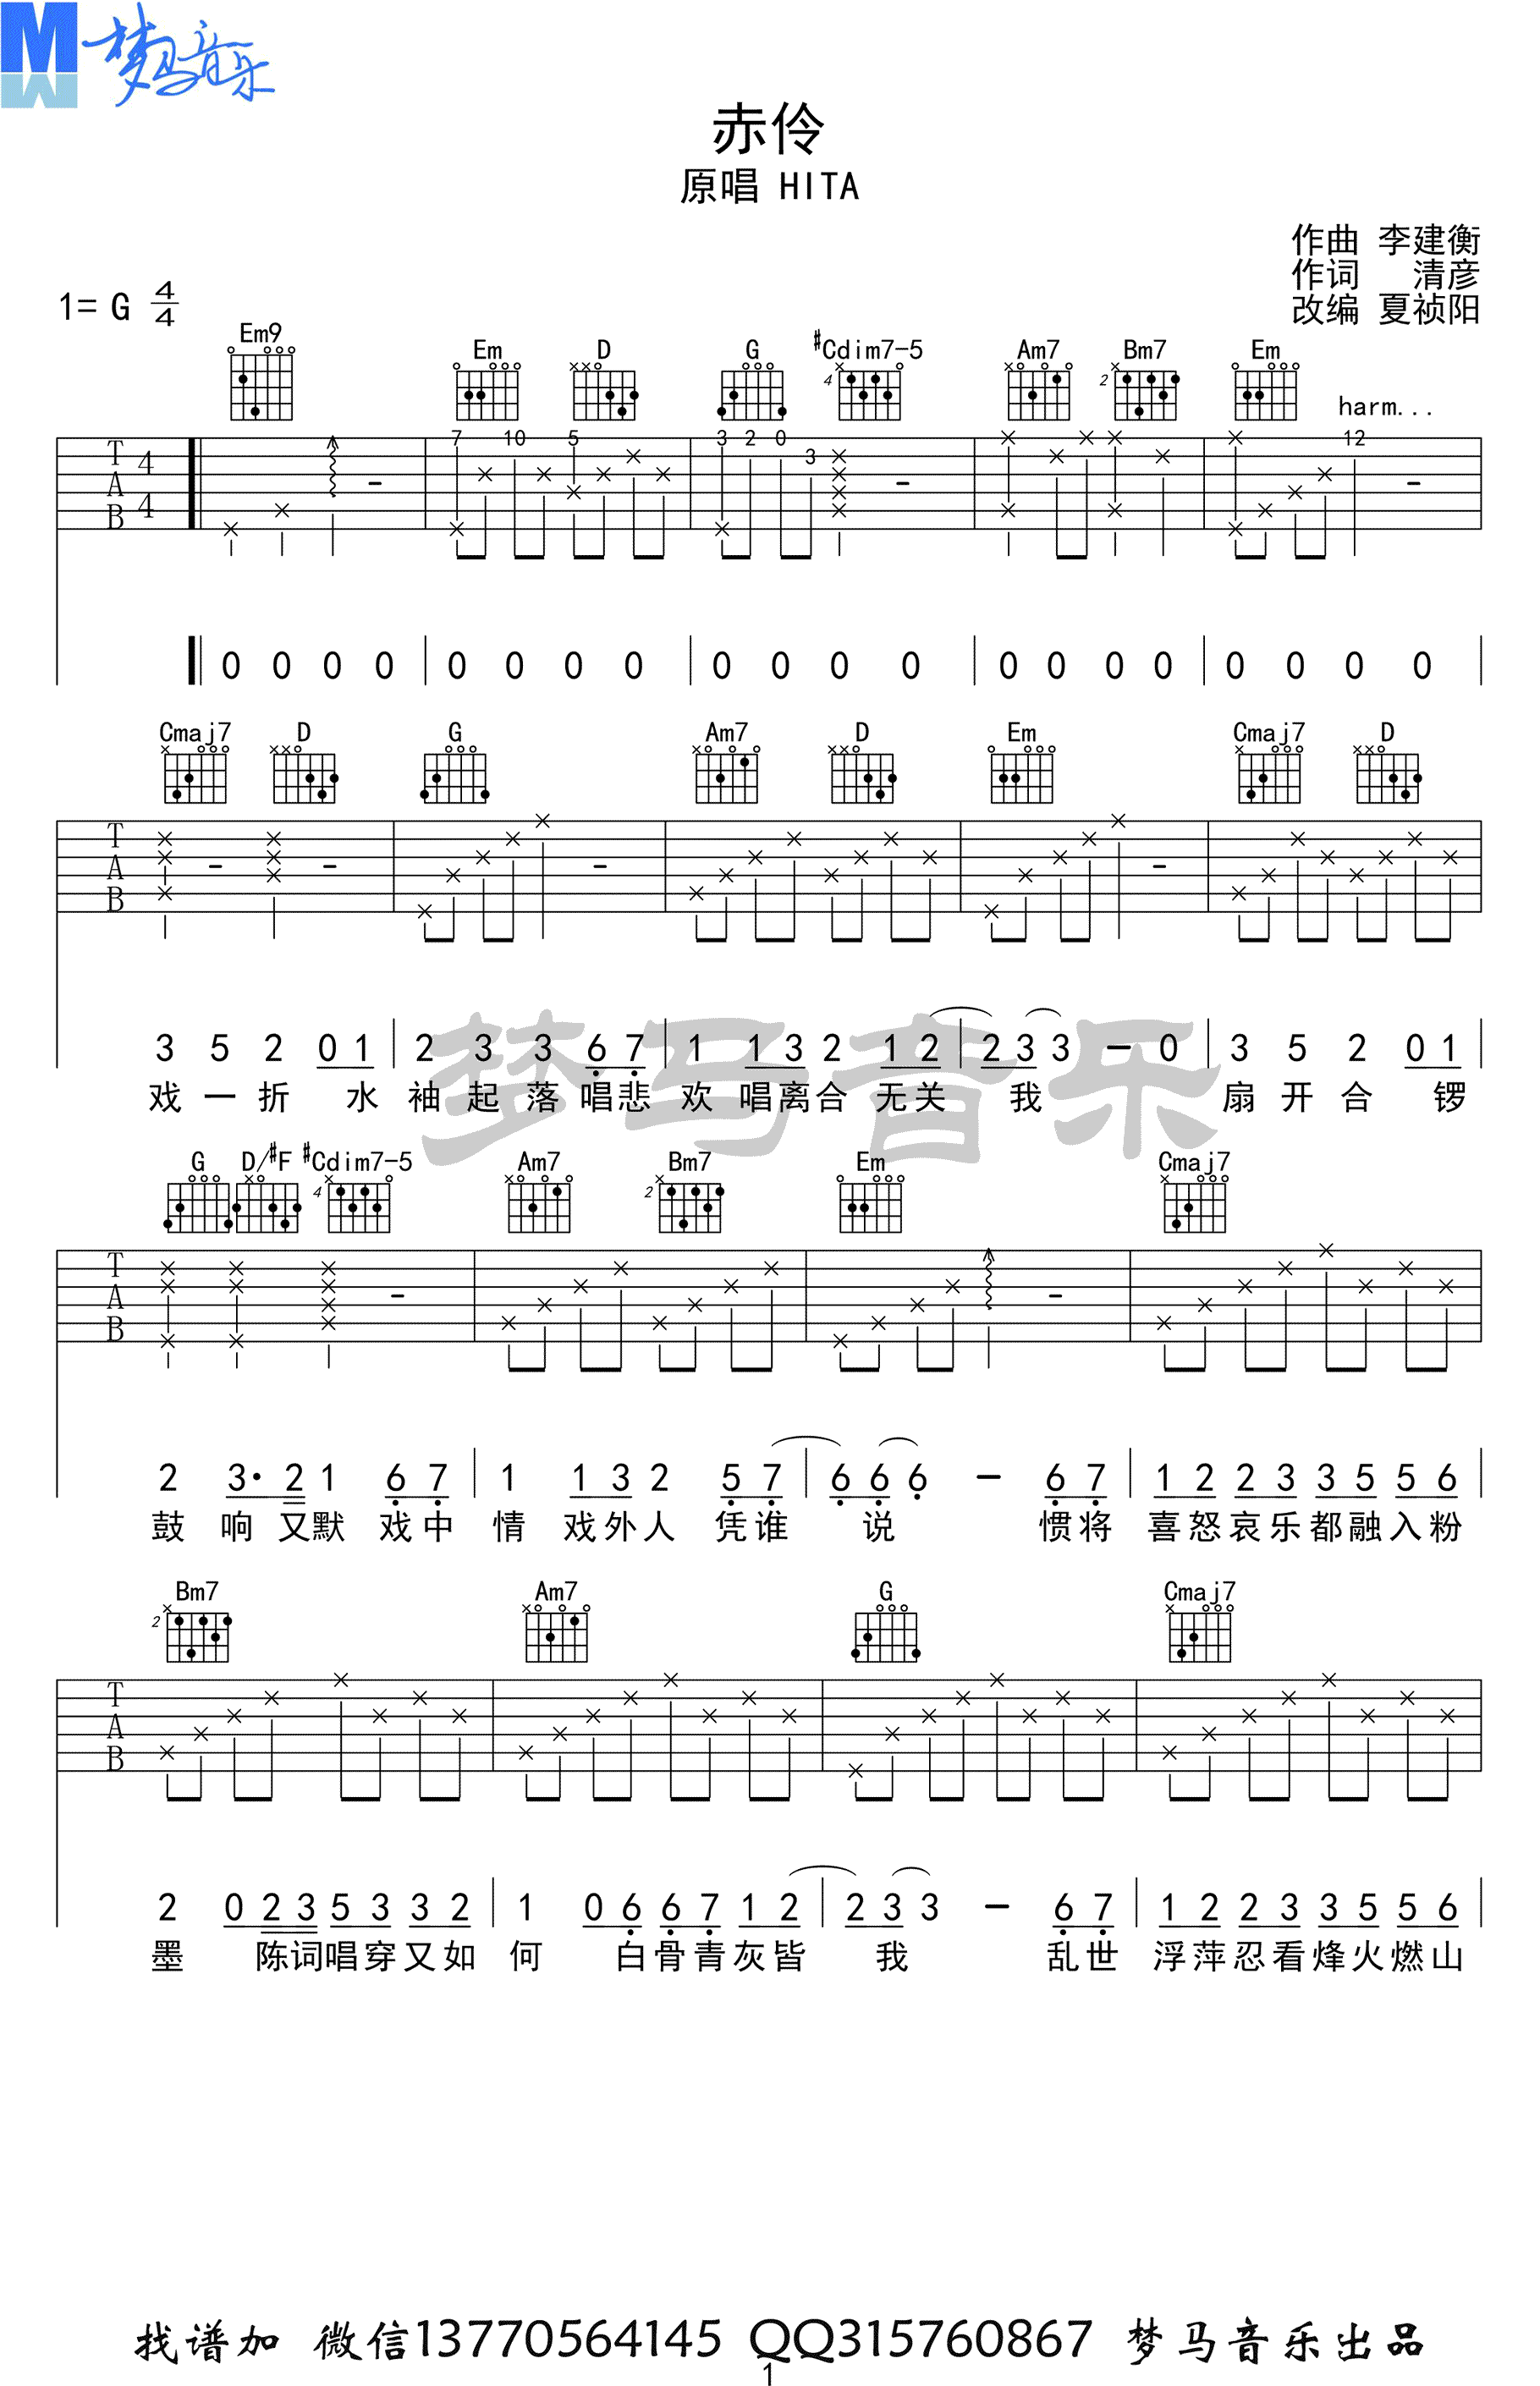 M 梦马音乐
赤伶
原唱 HITA
作曲 李建衡
作词 清彦
改编 夏祯阳
1= G 4/4
Em9 Em D G #Cdim7-5 Am7 Bm7 Em
4 2 harm...
T A B 4 4 7 10 5 3 2 0 3 12
0 0 0 0 0 0 0 0 0 0 0 0 0 0 0 0 0 0 0 0
Cmaj7 D G Am7 D Em Cmaj7 D
T A B
梦马音乐
3 5 2 0 1 2 3 3 6 7 1 1 3 2 1 2 2 3 3 - 0 3 5 2 0 1
戏一折 水袖起落唱悲欢 唱离合无关 我 扇开合 锣
G D/#F #Cdim7-5 Am7 Bm7 Em Cmaj7
4 2
T A B
2 3· 2 1 6 7 1 1 3 2 5 7 6 6 6 - 6 7 1 2 2 3 3 5 5 6
鼓 响又默 戏中情 戏外人 凭谁 说 惯将喜怒哀乐都融入粉
Bm7 Am7 G Cmaj7
2
T A B
2 0 2 3 5 3 3 2 1 0 6 6 7 1 2 2 3 3 - 6 7 1 2 2 3 3 5 5 6
墨 陈词唱穿又如何 白骨青灰皆 我 乱世浮萍忍看烽火燃山
找谱加 微信13770564145 QQ315760867 梦马音乐出品
1